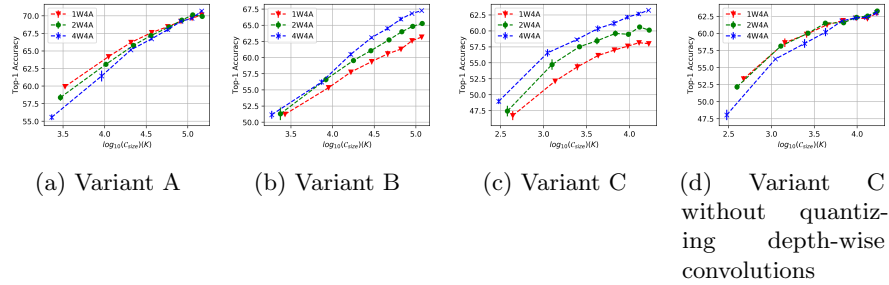 1W4A
2W4A
4W4A
70.0
67.5
65.0
62.5
60.0
57.5
55.0
Top-1 Accuracy
3.5 4.0 4.5 5.0
log10(Csize)(K)
1W4A
2W4A
4W4A
67.5
65.0
62.5
60.0
57.5
55.0
52.5
50.0
Top-1 Accuracy
3.5 4.0 4.5 5.0
log10(Csize)(K)
1W4A
2W4A
4W4A
62.5
60.0
57.5
55.0
52.5
50.0
47.5
Top-1 Accuracy
2.5 3.0 3.5 4.0
log10(Csize)(K)
1W4A
2W4A
4W4A
62.5
60.0
57.5
55.0
52.5
50.0
47.5
Top-1 Accuracy
2.5 3.0 3.5 4.0
log10(Csize)(K)
(a) Variant A
(b) Variant B
(c) Variant C
(d) Variant C
without quantiz-
ing depth-wise
convolutions